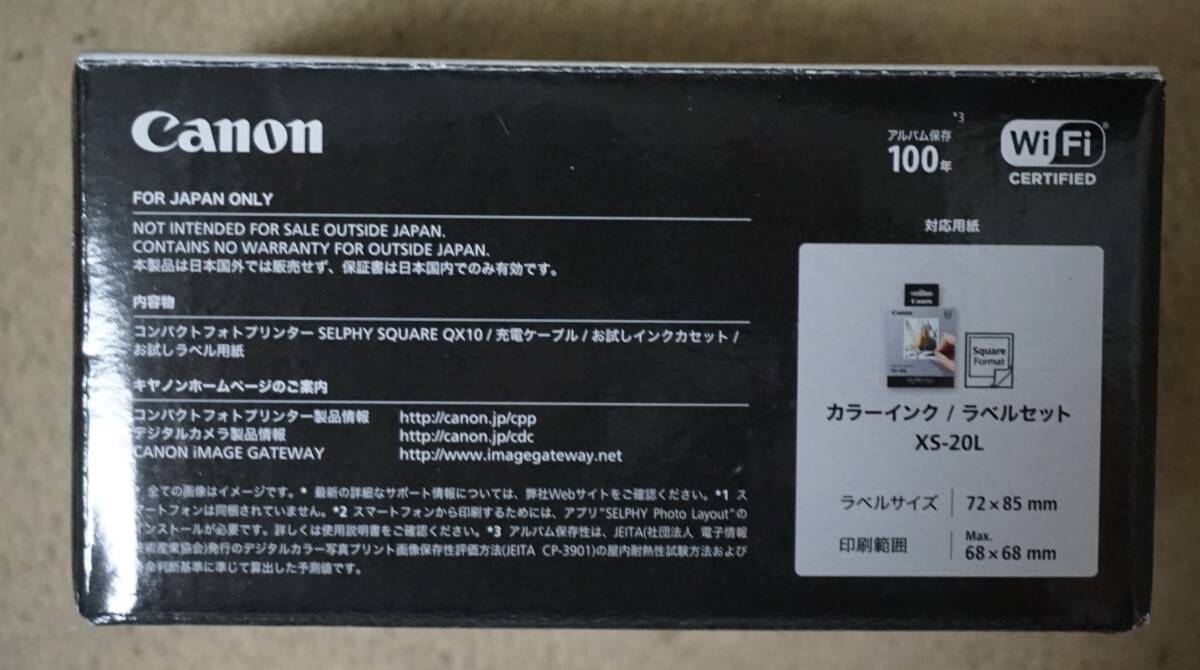 Canon
FOR JAPAN ONLY
NOT INTENDED FOR SALE OUTSIDE JAPAN.
CONTAINS NO WARRANTY FOR OUTSIDE JAPAN.
本製品は日本国外では販売せず、保証書は日本国内でのみ有効です。
内容物
コンパクトフォトプリンター SELPHY SQUARE QX10 / 充電ケーブル / お試しインクカセット /
お試しラベル用紙
キヤノンホームページのご案内
コンパクトフォトプリンター製品情報 http://canon.jp/cpp
デジタルカメラ製品情報 http://canon.jp/cdc
CANON iMAGE GATEWAY http://www.imagegateway.net
全ての画像はイメージです。* 最新の詳細なサポート情報については、弊社Webサイトをご確認ください。*1 ス
マートフォンは同梱されていません。*2 スマートフォンから印刷するためには、アプリ"SELPHY Photo Layout"の
インストールが必要です。詳しくは使用説明書をご確認ください。*3 アルバム保存性は、JEITA(社団法人 電子情報
術産業協会)発行のデジタルカラー写真プリント画像保存性評価方法(JEITA CP-3901)の屋内耐熱性試験方法および
命判断基準に準じて算出した予測値です。
*3
アルバム保存
100年
Wi Fi®
CERTIFIED
対応用紙
Canon
Canon
Square
Format
カラーインク / ラベルセット
XS-20L
ラベルサイズ 72×85 mm
印刷範囲 Max.
68×68 mm